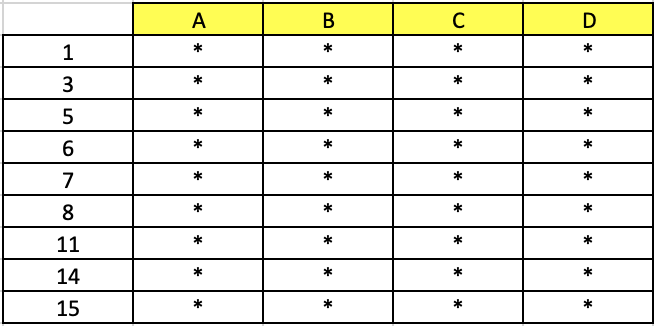 A B C D
1 * * * *
3 * * * *
5 * * * *
6 * * * *
7 * * * *
8 * * * *
11 * * * *
14 * * * *
15 * * * *